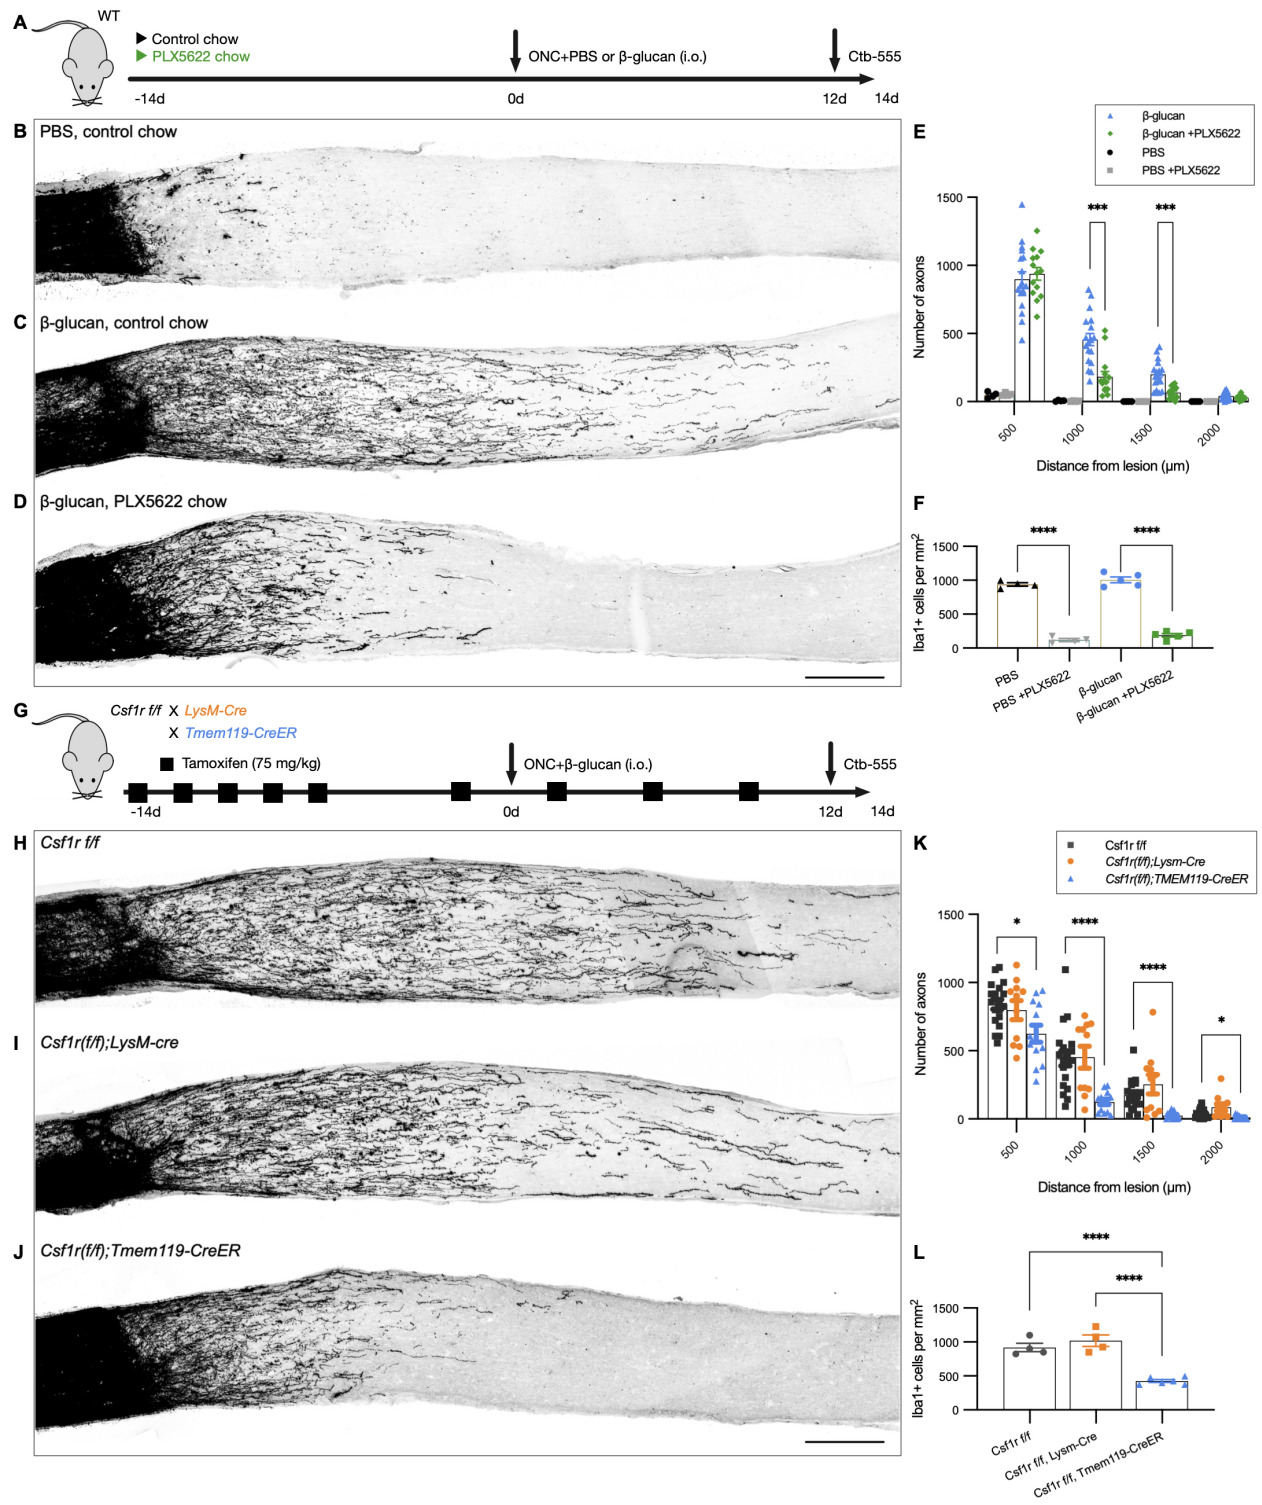 A
WT
Control chow
PLX5622 chow
ONC+PBS or β-glucan (i.o.)
Ctb-555
-14d
0d
12d
14d
B
PBS, control chow
C
β-glucan, control chow
D
β-glucan, PLX5622 chow
E
β-glucan
β-glucan +PLX5622
PBS
PBS +PLX5622
1500
1000
500
0
Number of axons
***
***
500
1000
1500
2000
Distance from lesion (µm)
F
****
****
1500
1000
500
0
Iba1+ cells per mm2
PBS
PBS +PLX5622
β-glucan
β-glucan +PLX5622
G
Csf1r f/f X LysM-Cre
X Tmem119-CreER
Tamoxifen (75 mg/kg)
ONC+β-glucan (i.o.)
Ctb-555
-14d
0d
12d
14d
H
Csf1r f/f
I
Csf1r(f/f);LysM-cre
J
Csf1r(f/f);Tmem119-CreER
K
Csf1r f/f
Csf1r(f/f);Lysm-Cre
Csf1r(f/f);TMEM119-CreER
1500
1000
500
0
Number of axons
*
****
****
*
500
1000
1500
2000
Distance from lesion (µm)
L
****
****
1500
1000
500
0
Iba1+ cells per mm2
Csf1r f/f
Csf1r f/f, Lysm-Cre
Csf1r f/f, Tmem119-CreER